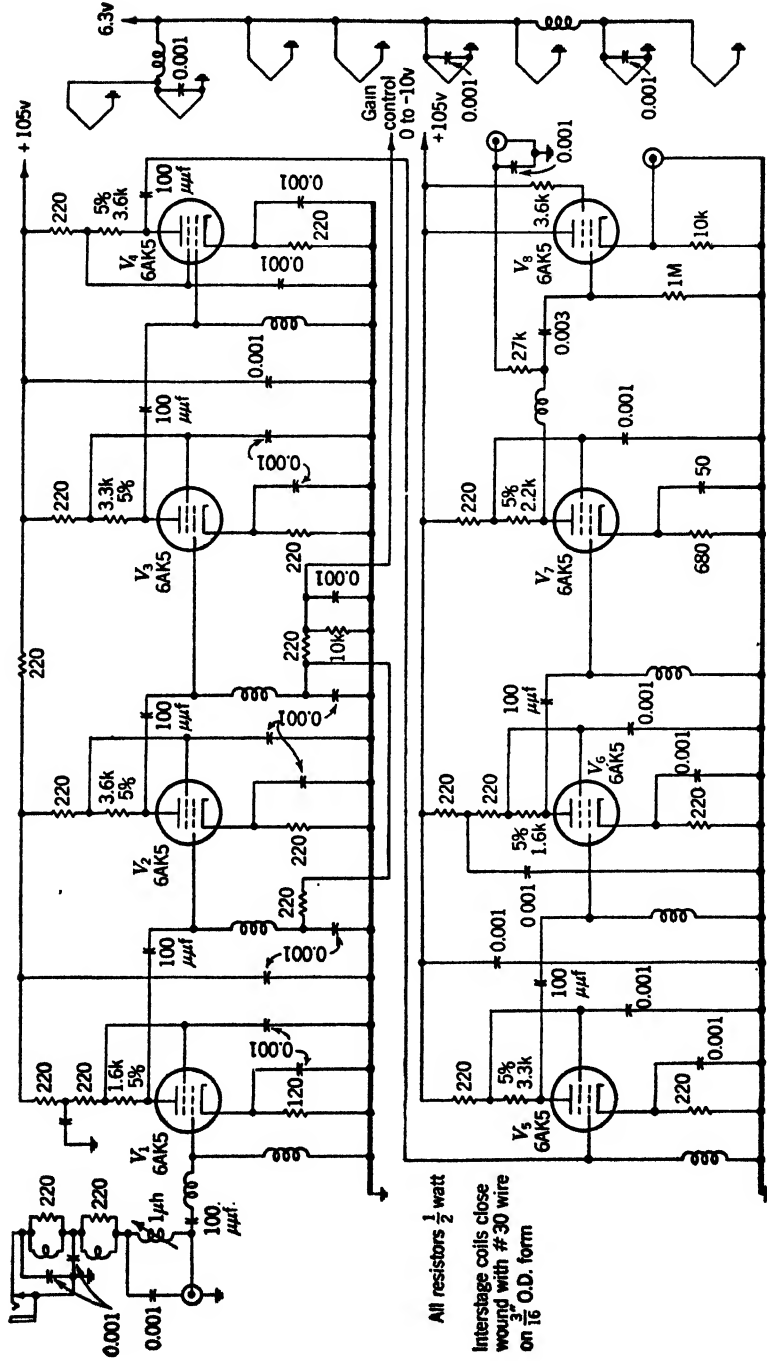 6.3v
0.001
0.001
0.001
+105v
220
220
220
220
220
220
5%
3.6k
100
μμf
1.6k
5%
3.6k
5%
3.3k
5%
V₁
6AK5
V₂
6AK5
V₃
6AK5
V₄
6AK5
220
220
1μh
0.001
0.001
100.
μμf.
100
μμf
100
μμf
100
μμf
120
0.001
0.001
220
220
0.001
220
10k
220
0.001
0.001
220
0.001
0.001
0.001
220
Gain
control
0 to -10v
+105v
220
5%
3.3k
V₅
6AK5
220
0.001
0.001
0.001
100
μμf
0 001
220
220
5%
1.6k
V₆
6AK5
220
0.001
0.001
100
μμf
220
5%
2.2k
V₇
6AK5
680
50
0.001
27k
0.003
1M
V₈
6AK5
3.6k
0.001
10k
All resistors ½ watt
Interstage coils close
wound with # 30 wire
on 3/16" O.D. form